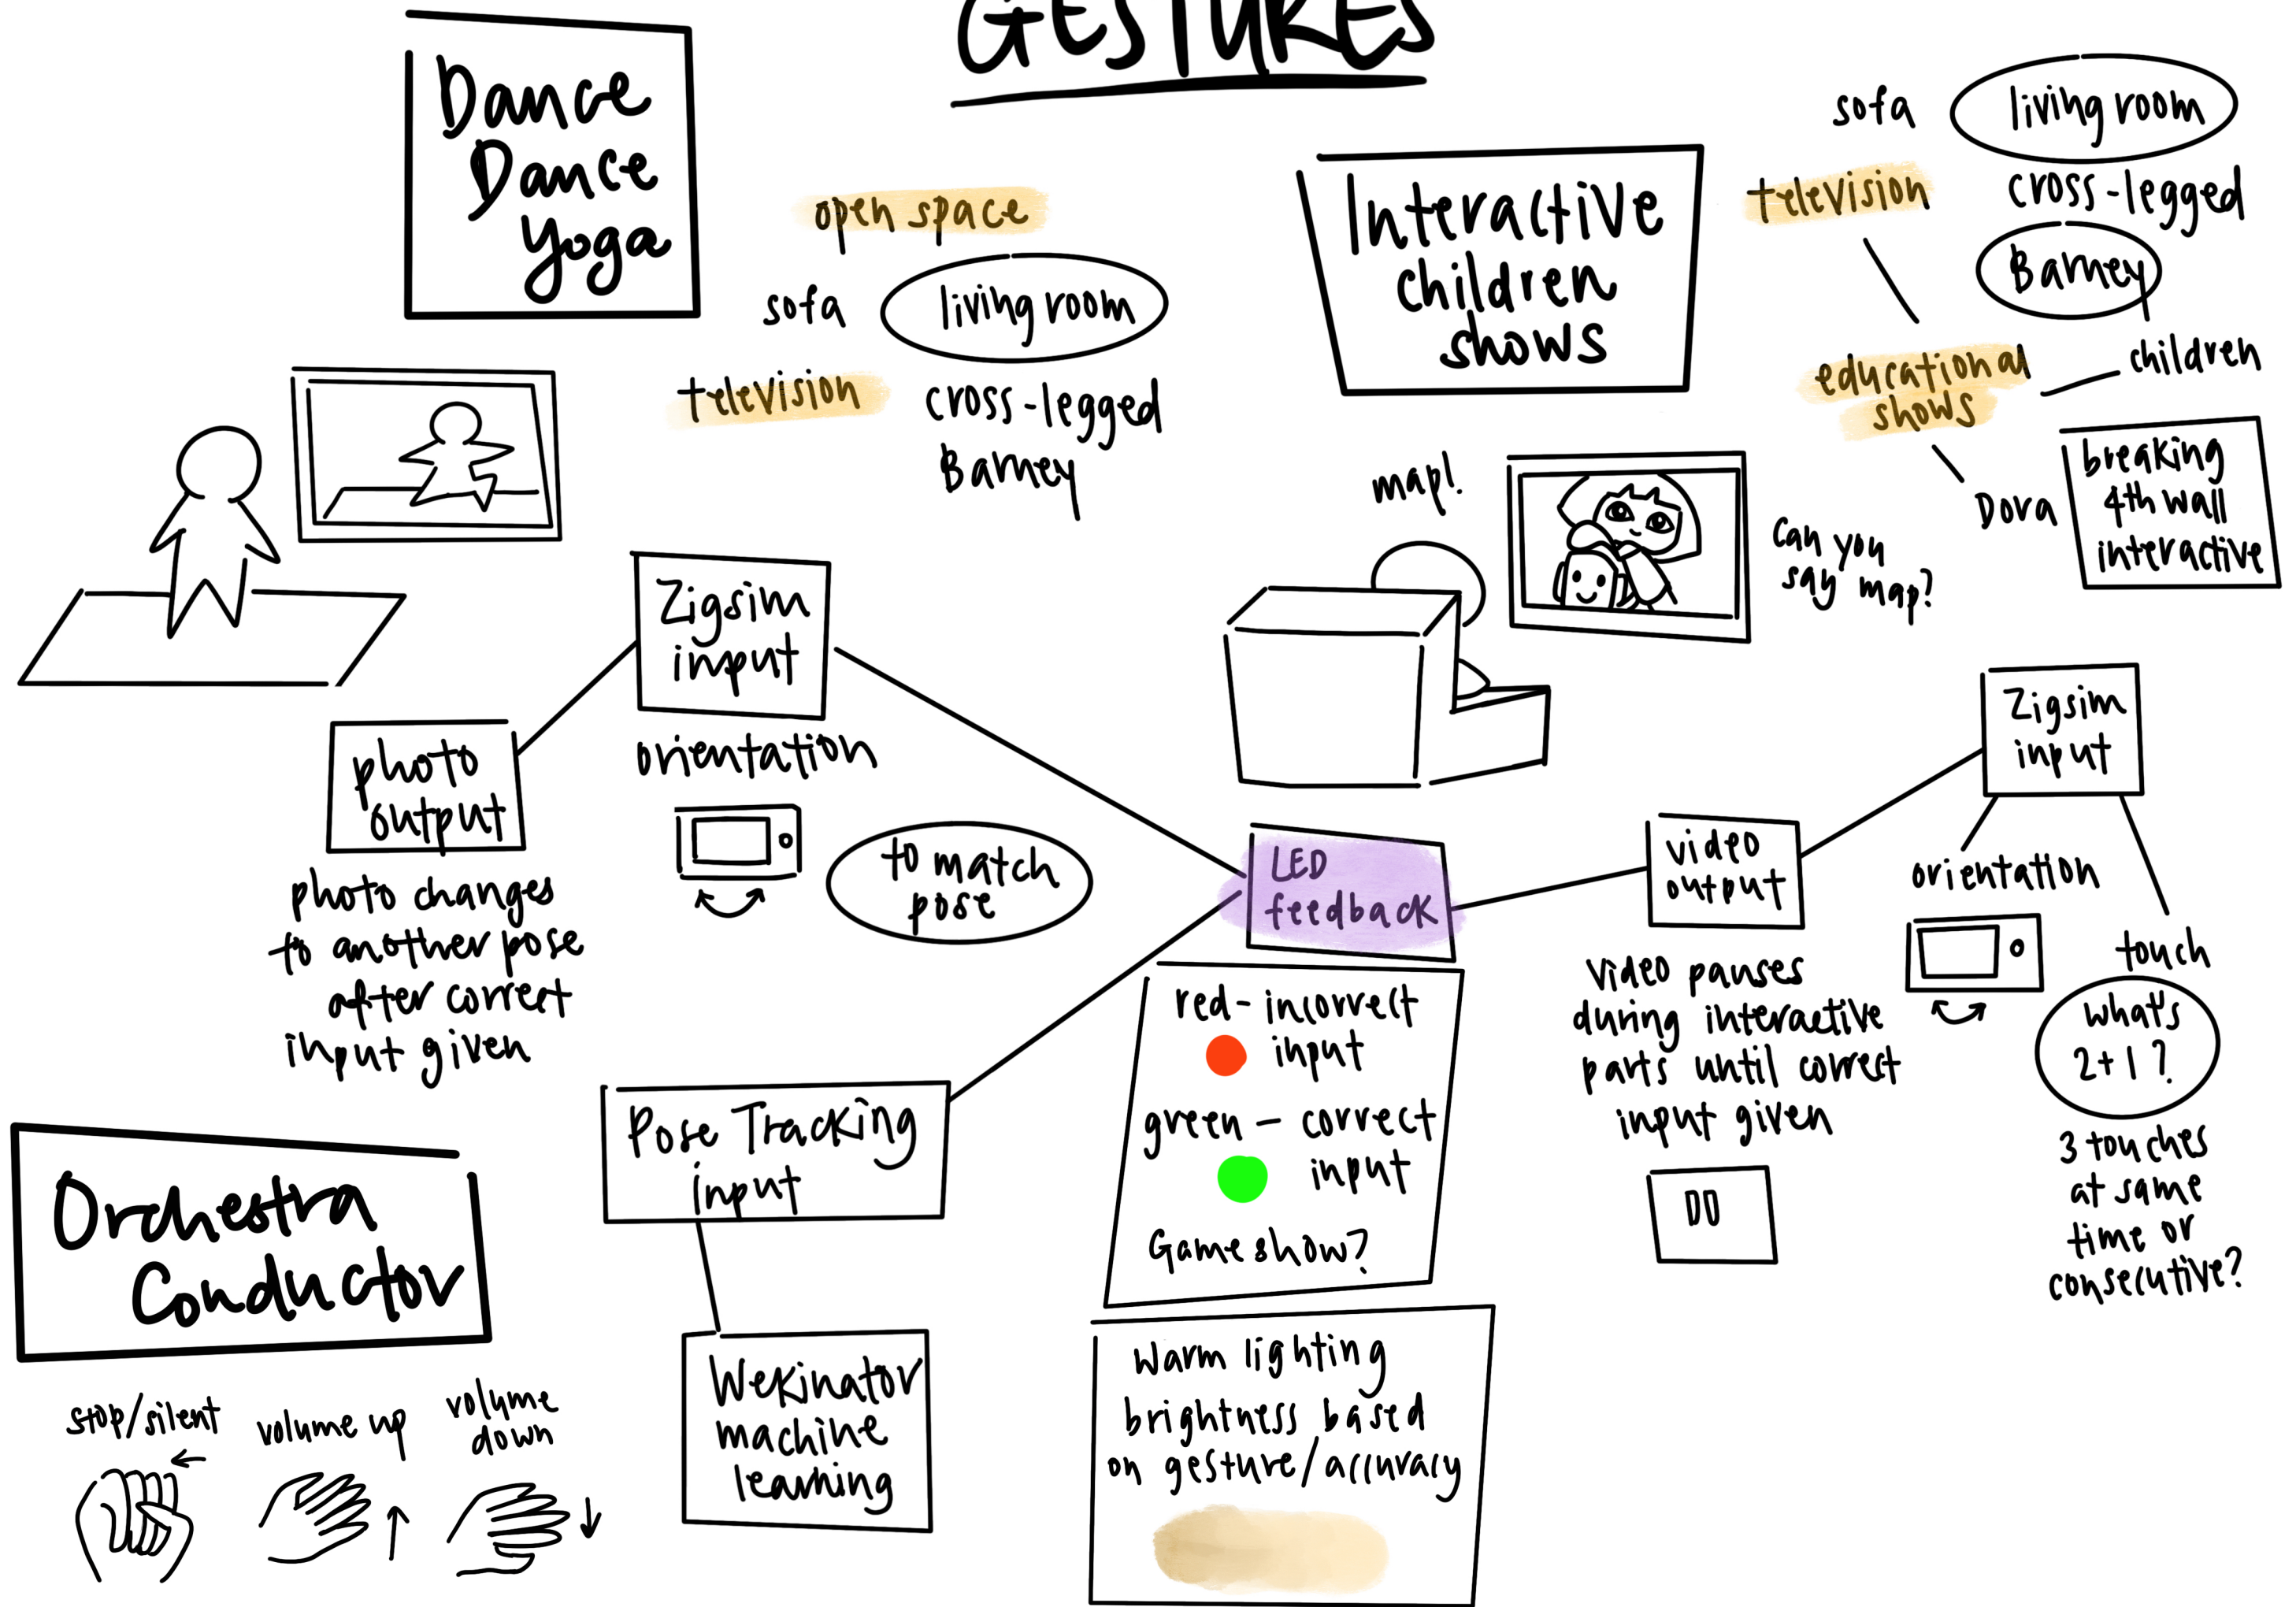 GESTURES
Dance
Dance
Yoga
open space
sofa
living room
television
cross-legged
Barney
Interactive
children
shows
sofa
living room
television
cross-legged
Barney
educational
shows
children
Dora
breaking
4th wall
interactive
map!
Can you
say map?
Zigsim
input
orientation
to match
pose
photo
output
photo changes
to another pose
after correct
input given
LED
feedback
red - incorrect
input
green - correct
input
Gameshow?
Warm lighting
brightness based
on gesture/accuracy
video
output
video pauses
during interactive
parts until correct
input given
Zigsim
input
orientation
touch
what's
2+1?
3 touches
at same
time or
consecutive?
Pose Tracking
input
Wekinator
machine
learning
Orchestra
Conductor
stop/silent
volume up
volume
down